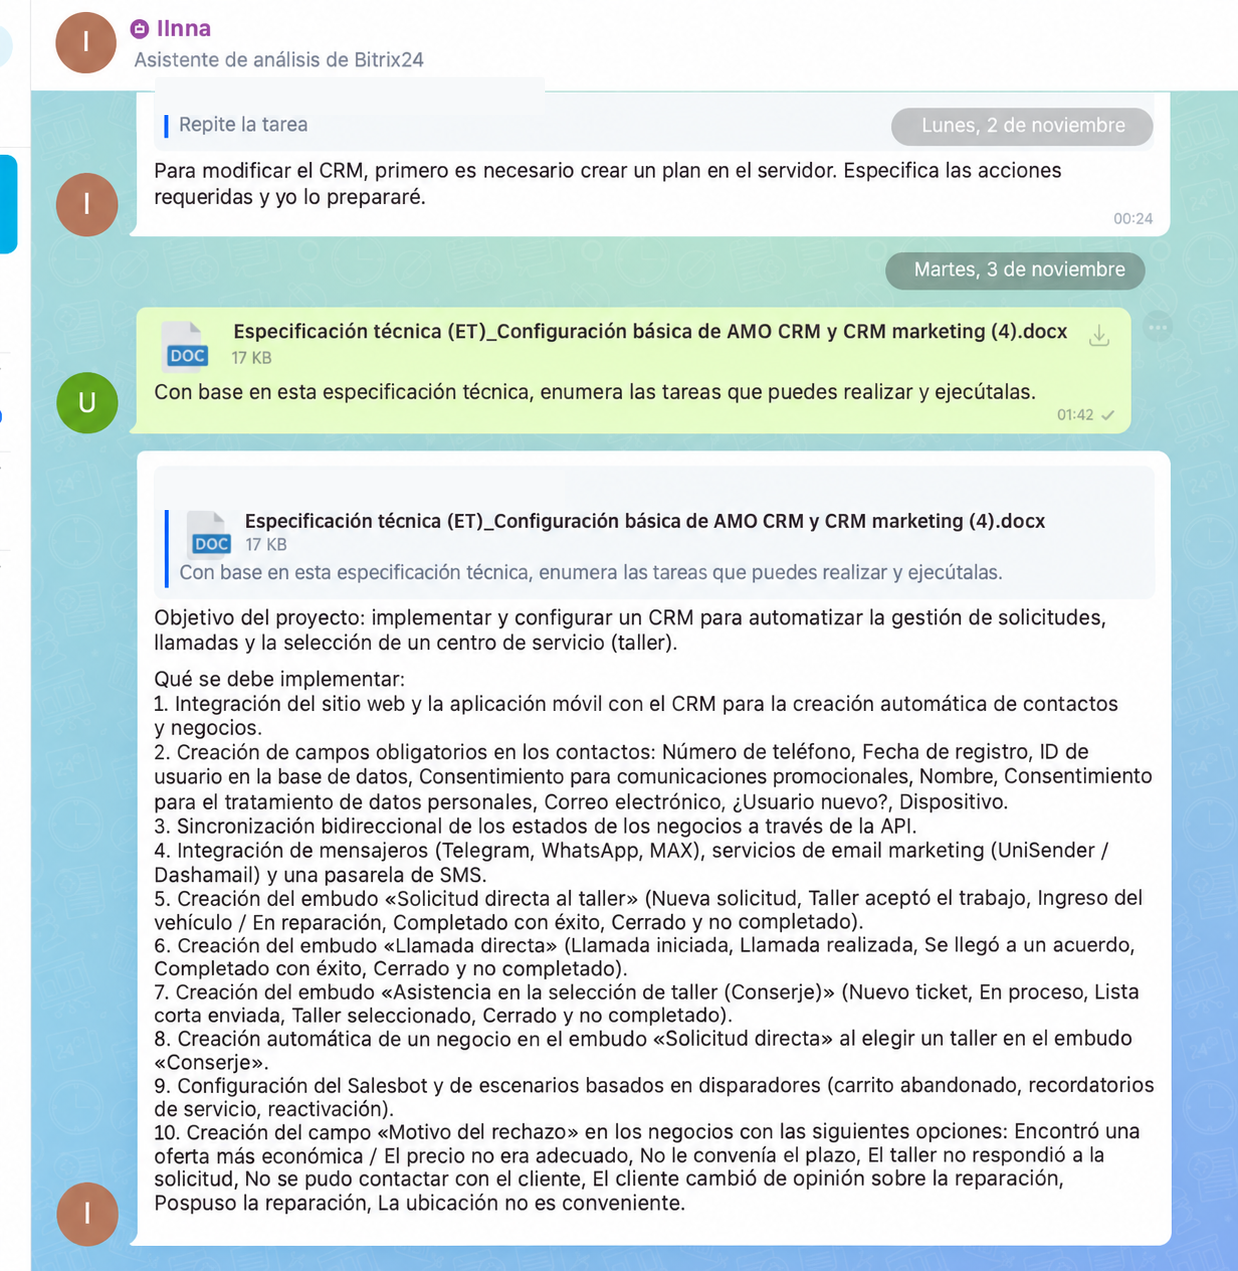 I
Ilnna
Asistente de análisis de Bitrix24
Repite la tarea
Lunes, 2 de noviembre
Para modificar el CRM, primero es necesario crear un plan en el servidor. Especifica las acciones
requeridas y yo lo prepararé.
I
00:24
Martes, 3 de noviembre
Especificación técnica (ET)_Configuración básica de AMO CRM y CRM marketing (4).docx
DOC
17 KB
Con base en esta especificación técnica, enumera las tareas que puedes realizar y ejecútalas.
U
01:42
Especificación técnica (ET)_Configuración básica de AMO CRM y CRM marketing (4).docx
DOC
17 KB
Con base en esta especificación técnica, enumera las tareas que puedes realizar y ejecútalas.
Objetivo del proyecto: implementar y configurar un CRM para automatizar la gestión de solicitudes,
llamadas y la selección de un centro de servicio (taller).
Qué se debe implementar:
1. Integración del sitio web y la aplicación móvil con el CRM para la creación automática de contactos
y negocios.
2. Creación de campos obligatorios en los contactos: Número de teléfono, Fecha de registro, ID de
usuario en la base de datos, Consentimiento para comunicaciones promocionales, Nombre, Consentimiento
para el tratamiento de datos personales, Correo electrónico, ¿Usuario nuevo?, Dispositivo.
3. Sincronización bidireccional de los estados de los negocios a través de la API.
4. Integración de mensajeros (Telegram, WhatsApp, MAX), servicios de email marketing (UniSender /
Dashamail) y una pasarela de SMS.
5. Creación del embudo «Solicitud directa al taller» (Nueva solicitud, Taller aceptó el trabajo, Ingreso del
vehículo / En reparación, Completado con éxito, Cerrado y no completado).
6. Creación del embudo «Llamada directa» (Llamada iniciada, Llamada realizada, Se llegó a un acuerdo,
Completado con éxito, Cerrado y no completado).
7. Creación del embudo «Asistencia en la selección de taller (Conserje)» (Nuevo ticket, En proceso, Lista
corta enviada, Taller seleccionado, Cerrado y no completado).
8. Creación automática de un negocio en el embudo «Solicitud directa» al elegir un taller en el embudo
«Conserje».
9. Configuración del Salesbot y de escenarios basados en disparadores (carrito abandonado, recordatorios
de servicio, reactivación).
10. Creación del campo «Motivo del rechazo» en los negocios con las siguientes opciones: Encontró una
oferta más económica / El precio no era adecuado, No le convenía el plazo, El taller no respondió a la
solicitud, No se pudo contactar con el cliente, El cliente cambió de opinión sobre la reparación,
Pospuso la reparación, La ubicación no es conveniente.
I